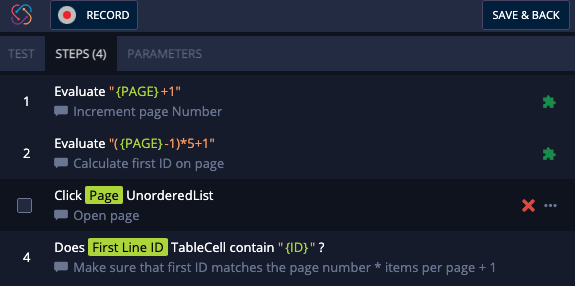 RECORD
SAVE & BACK
TEST
STEPS (4)
PARAMETERS
1
Evaluate "{PAGE}+1"
Increment page Number
2
Evaluate "({PAGE}-1)*5+1"
Calculate first ID on page
Click Page UnorderedList
Open page
4
Does First Line ID TableCell contain "{ID}" ?
Make sure that first ID matches the page number * items per page + 1